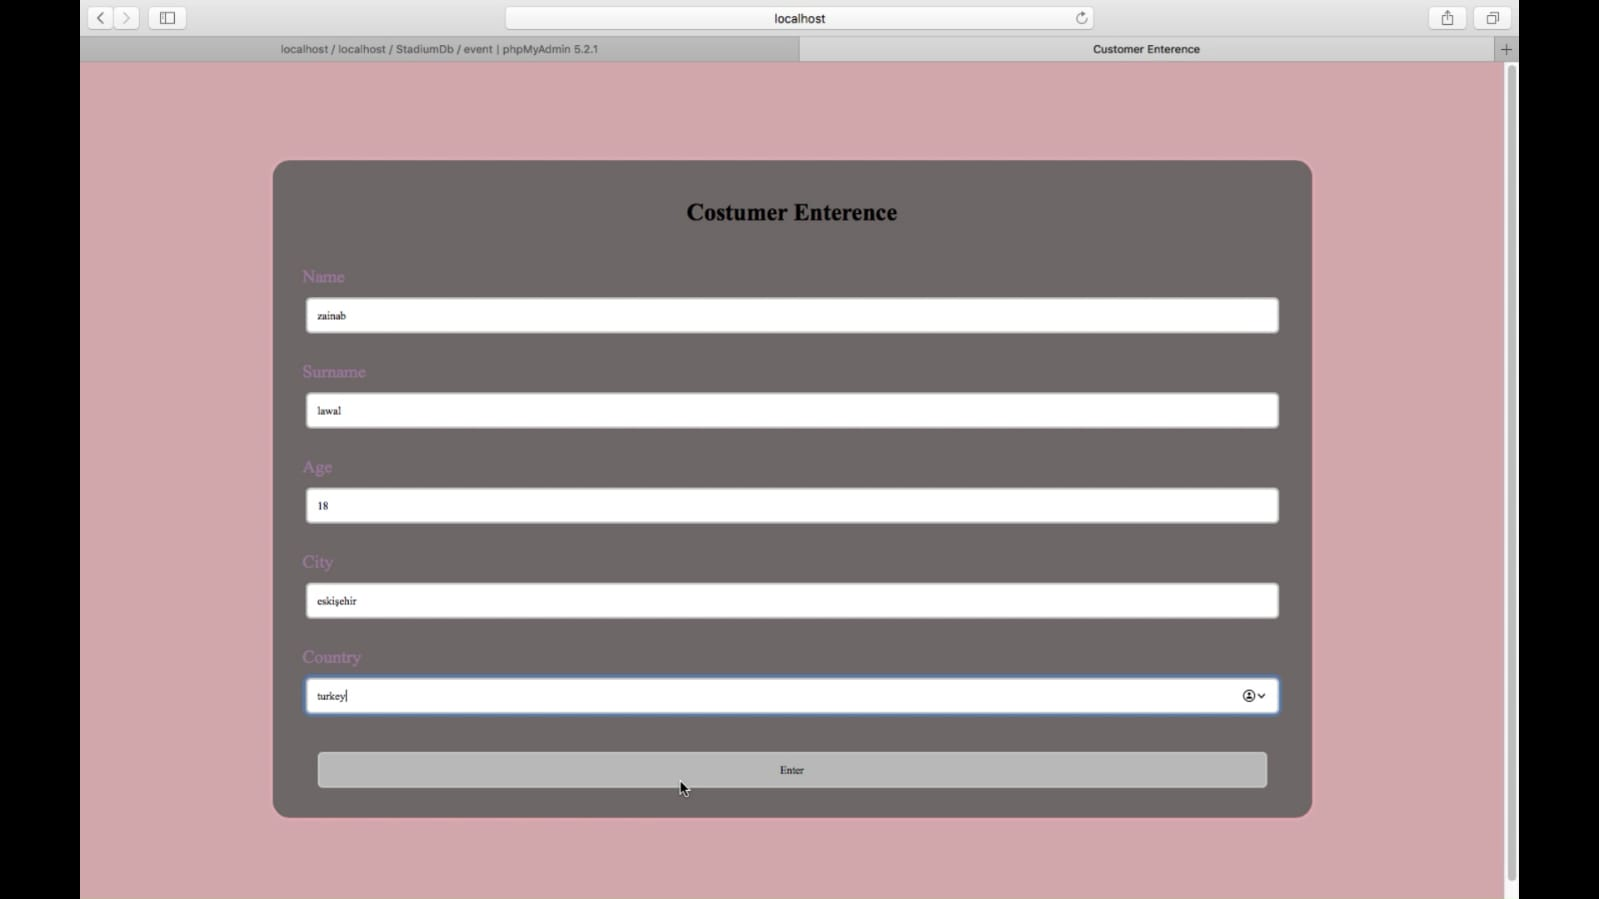 localhost
localhost / localhost / StadiumDb / event | phpMyAdmin 5.2.1
Customer Enterence
Costumer Enterence
Name
zainab
Surname
lawal
Age
18
City
eskişehir
Country
turkey
Enter